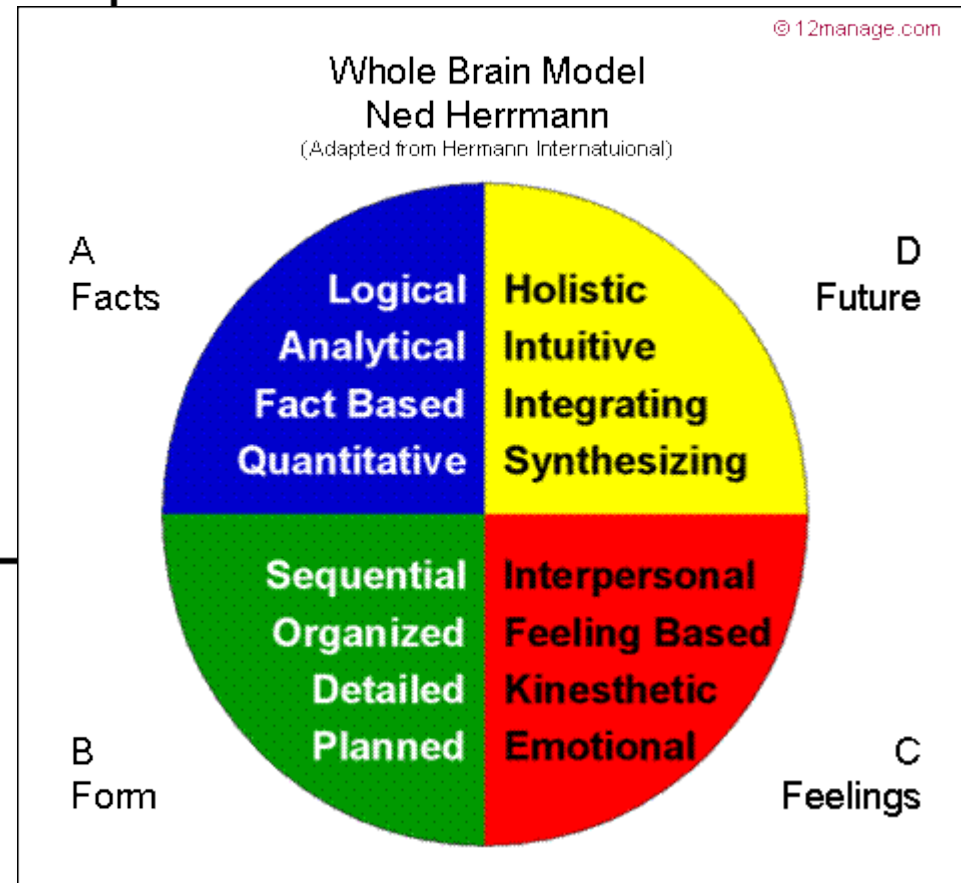 © 12manage.com
Whole Brain Model
Ned Herrmann
(Adapted from Hermann Internatuional)
A
Facts
D
Future
Logical
Analytical
Fact Based
Quantitative
Holistic
Intuitive
Integrating
Synthesizing
Sequential
Organized
Detailed
Planned
Interpersonal
Feeling Based
Kinesthetic
Emotional
B
Form
C
Feelings